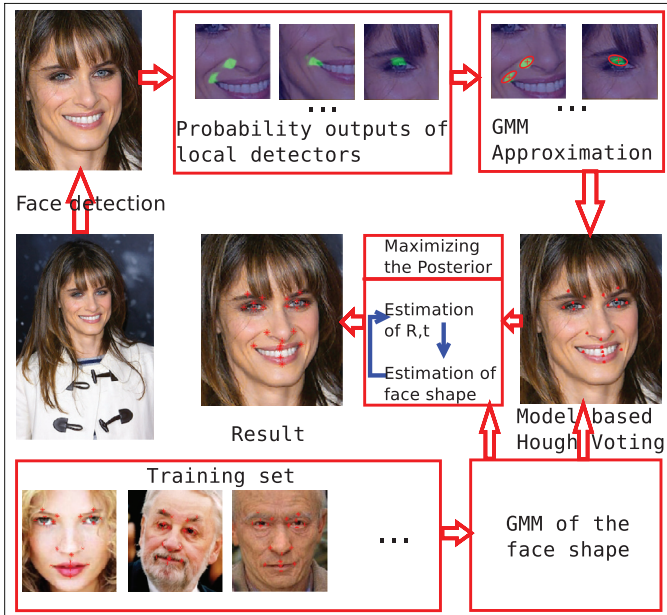 Probability outputs of
local detectors
GMM
Approximation
Face detection
Maximizing
the Posterior
Estimation
of R,t
Estimation of
face shape
Result
Model-based
Hough Voting
Training set
GMM of the
face shape